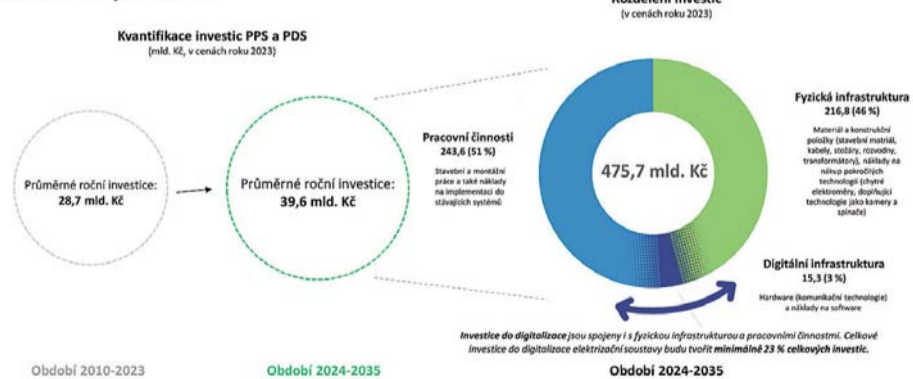 Kvantifikace investic PPS a PDS
(mld. Kč, v cenách roku 2023)
Průměrné roční investice:
28,7 mld. Kč
Období 2010-2023
Průměrné roční investice:
39,6 mld. Kč
Období 2024-2035
Rozdělení investic
(v cenách roku 2023)
Pracovní činnosti
243,6 (51 %)
Stavební a montážní
práce a také náklady
na implementaci do
stávajících systémů
475,7 mld. Kč
Fyzická infrastruktura
216,8 (46 %)
Materiál a konstrukční
položky (stavební matriál,
kabely, stožáry, rozvodny,
transformátory), náklady na
nákup pokročilých
technologií (chytré
elektroměry, doplňující
technologie jako kamery a
spínače)
Digitální infrastruktura
15,3 (3 %)
Hardware (komunikační technologie)
a náklady na software
Investice do digitalizace jsou spojeny i s fyzickou infrastrukturou a pracovními činnostmi. Celkové
investice do digitalizace elektrizační soustavy budu tvořit minimálně 23 % celkových investic.
Období 2024-2035